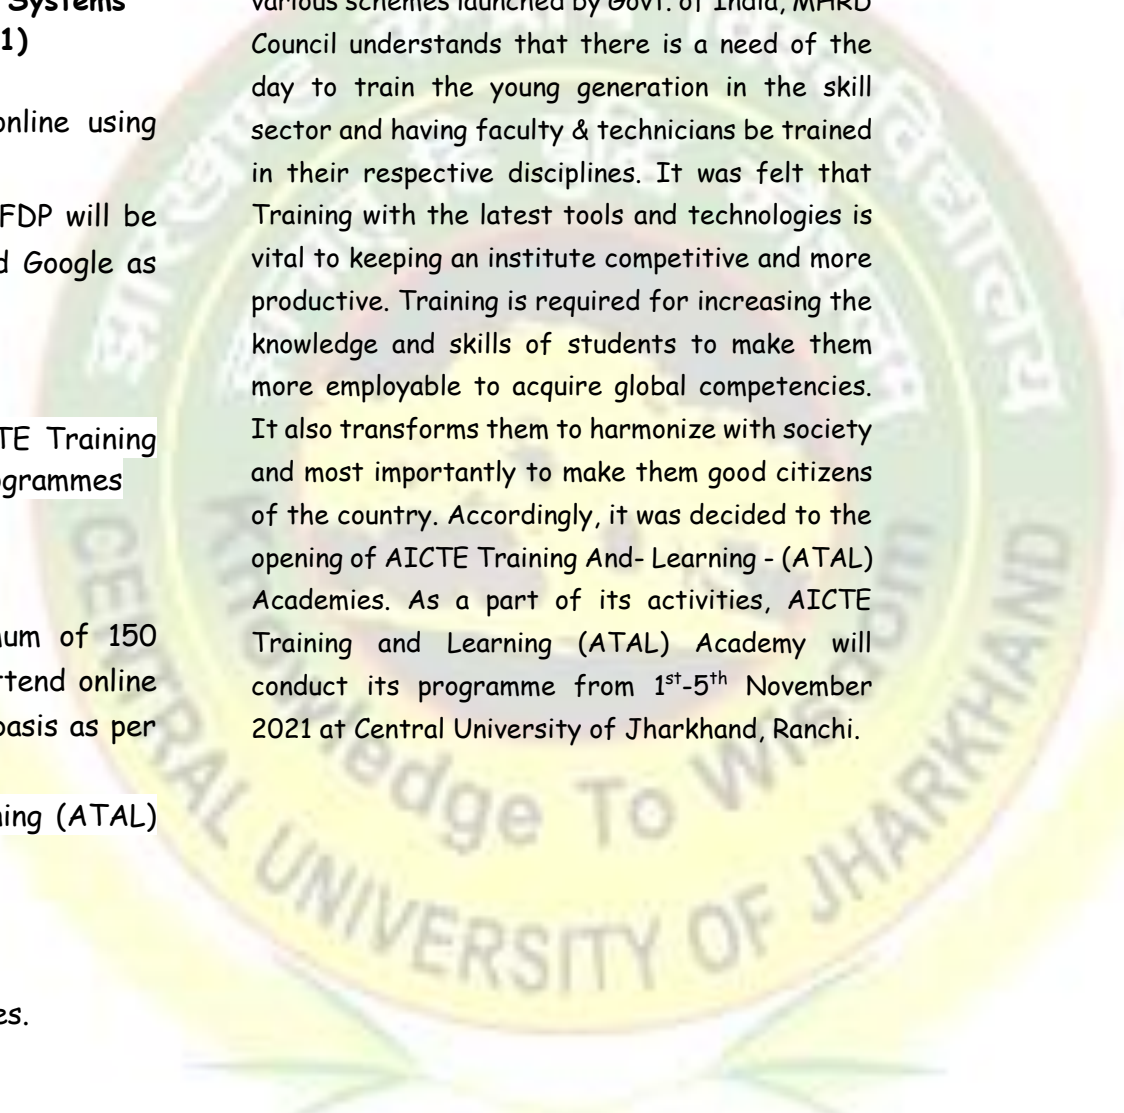 Systems
1)
online using
FDP will be
d Google as
TE Training
ogrammes
num of 150
ttend online
basis as per
ning (ATAL)
es.
various schemes launched by Govt. of India, MHRD
Council understands that there is a need of the
day to train the young generation in the skill
sector and having faculty & technicians be trained
in their respective disciplines. It was felt that
Training with the latest tools and technologies is
vital to keeping an institute competitive and more
productive. Training is required for increasing the
knowledge and skills of students to make them
more employable to acquire global competencies.
It also transforms them to harmonize with society
and most importantly to make them good citizens
of the country. Accordingly, it was decided to the
opening of AICTE Training And- Learning - (ATAL)
Academies. As a part of its activities, AICTE
Training and Learning (ATAL) Academy will
conduct its programme from 1st-5th November
2021 at Central University of Jharkhand, Ranchi.
Knowledge To Wisdom
CENTRAL UNIVERSITY OF JHARKHAND